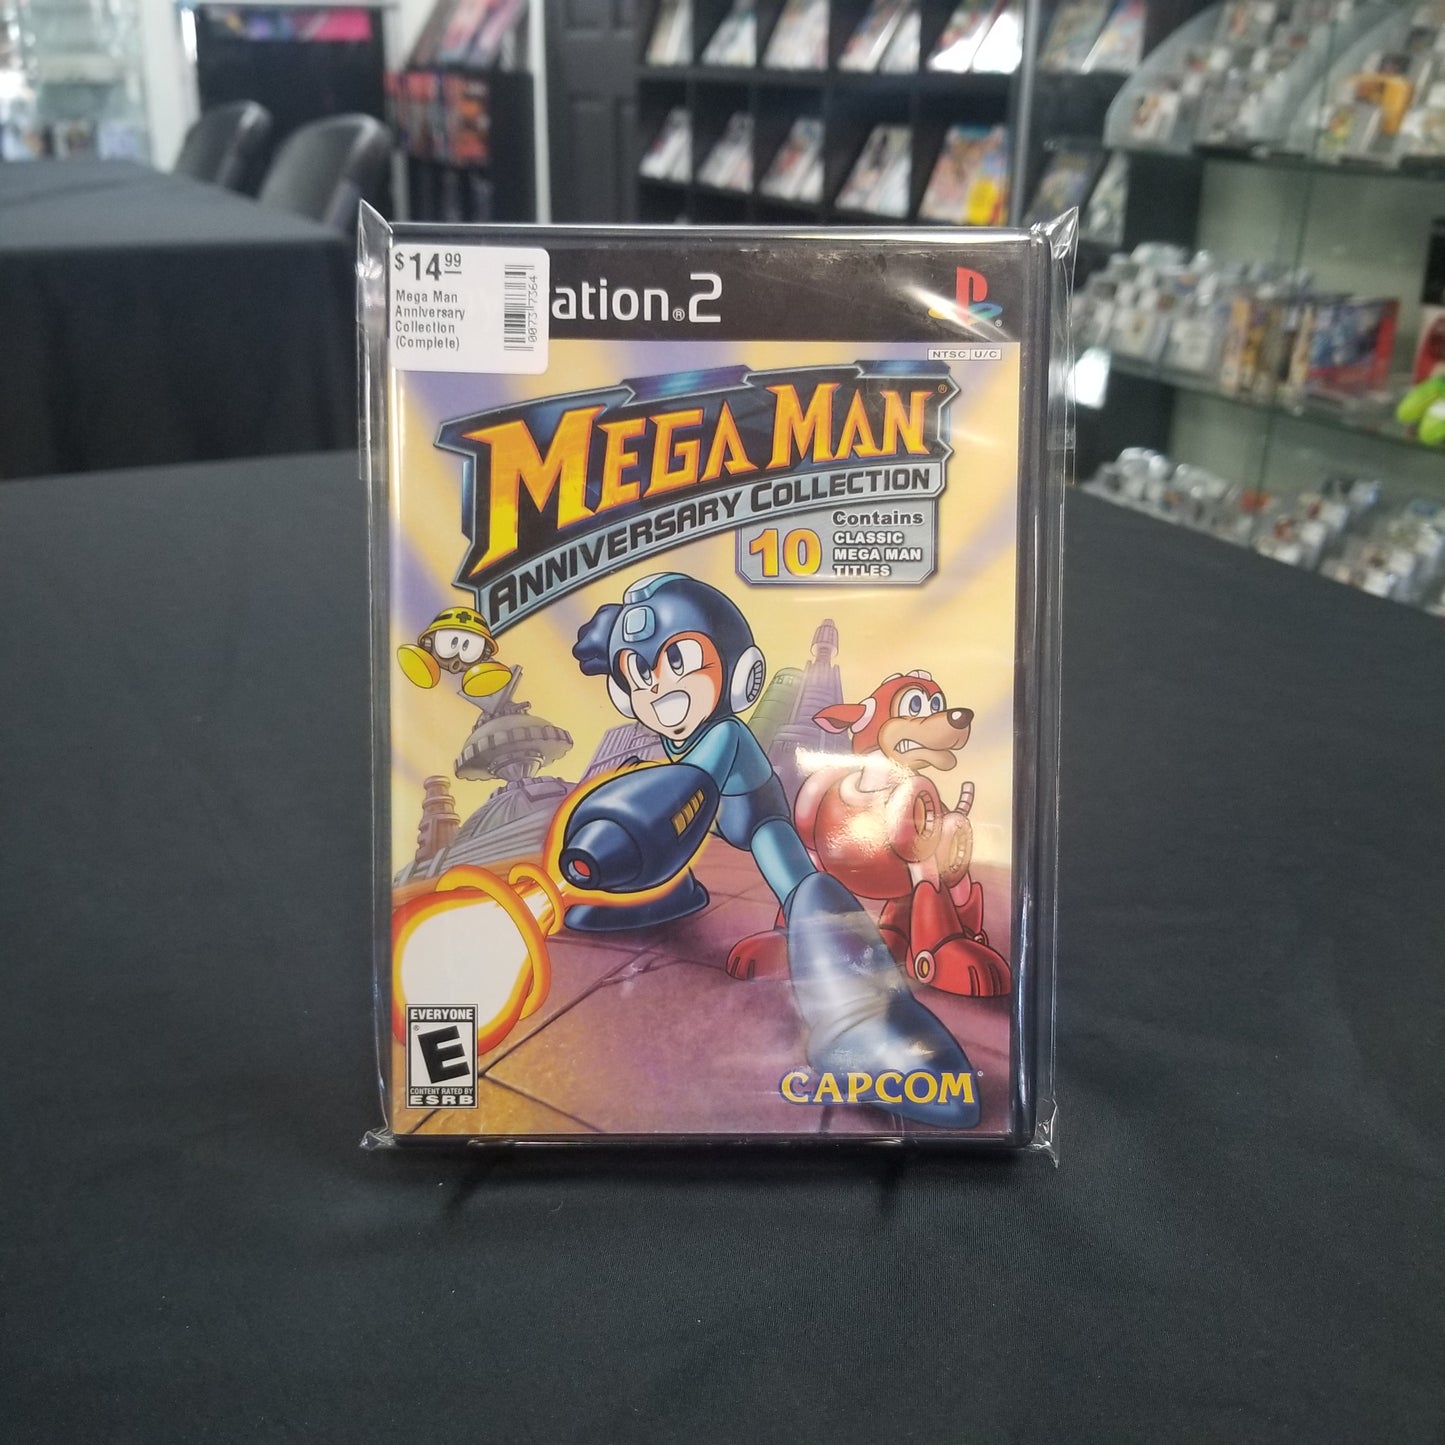 $14.99
Mega Man
Anniversary
Collection
(Complete)
00737364
ation®2
NTSC U/C
MEGA MAN®
ANNIVERSARY COLLECTION
Contains
10 CLASSIC
MEGA MAN
TITLES
EVERYONE
E
CONTENT RATED BY
ESRB
CAPCOM